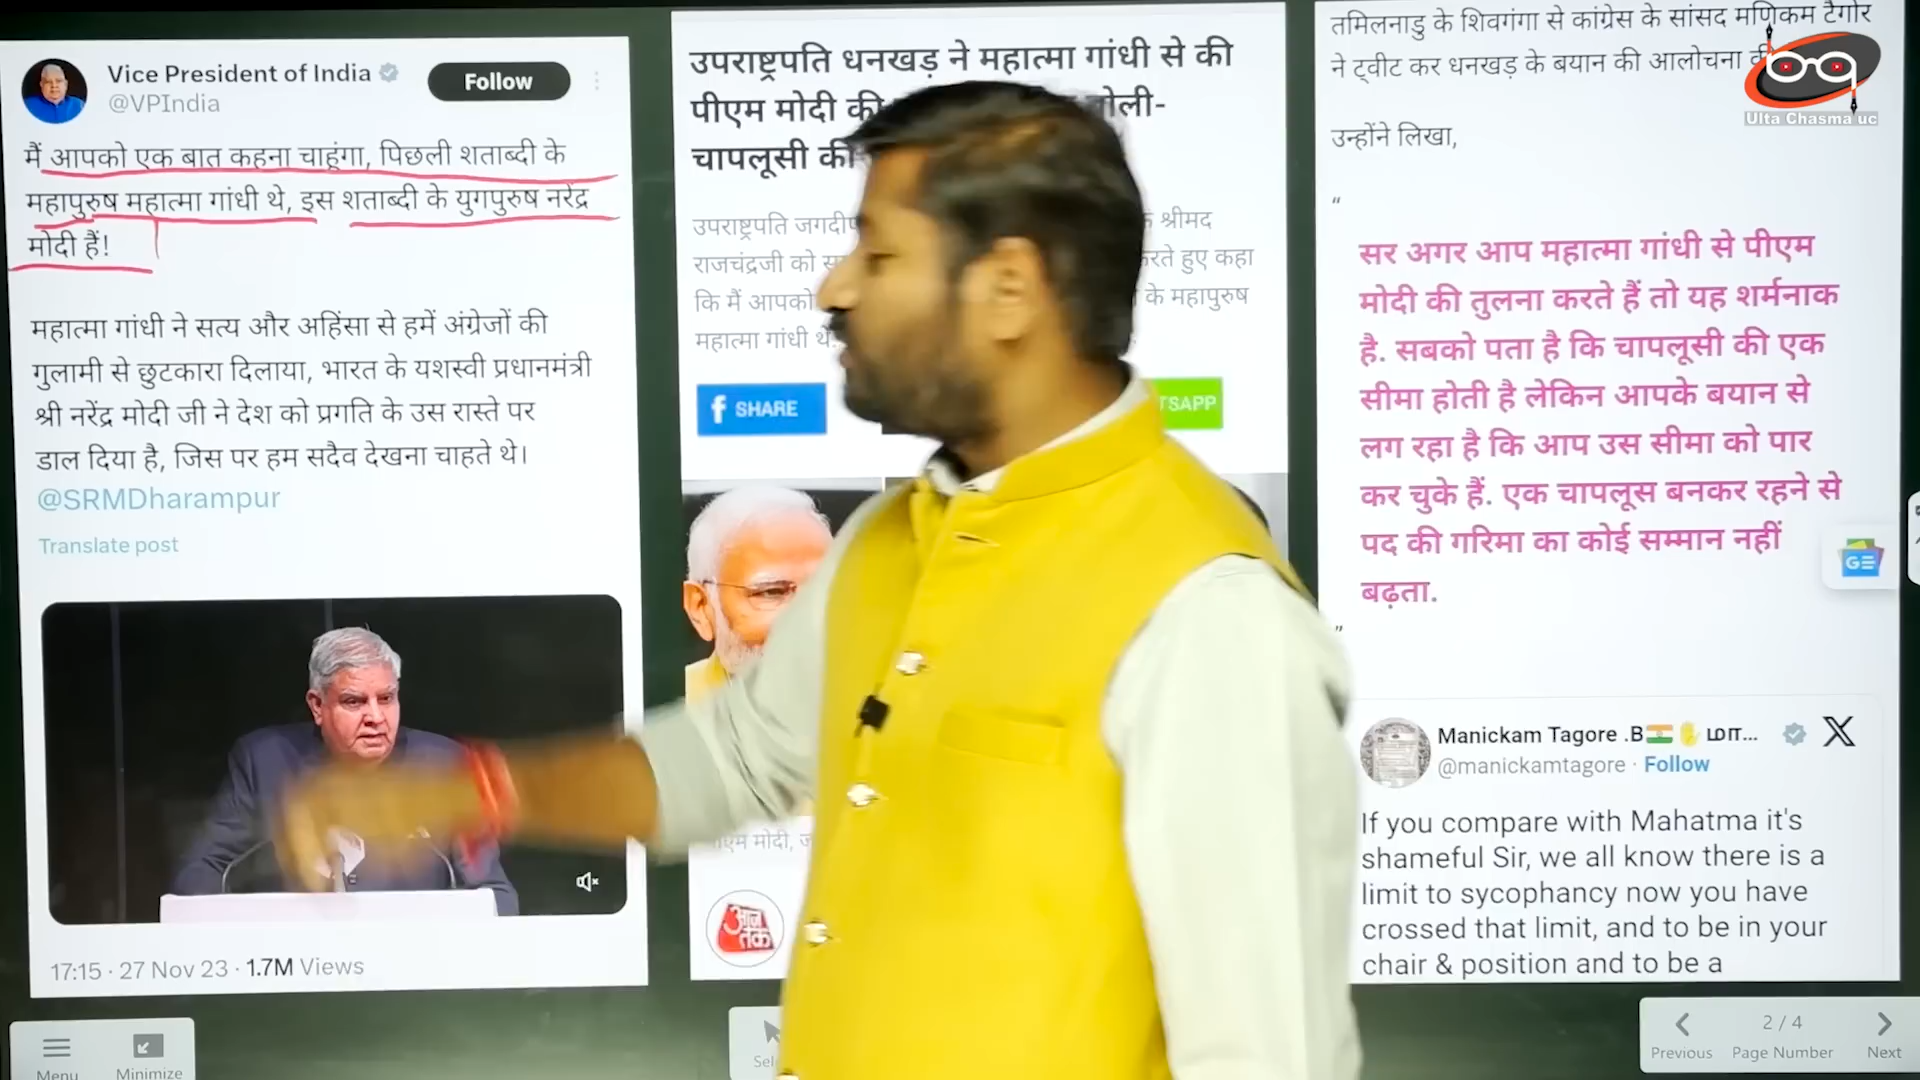 Vice President of India
@VPIndia
Follow
मैं आपको एक बात कहना चाहूंगा, पिछली शताब्दी के
महापुरुष महात्मा गांधी थे, इस शताब्दी के युगपुरुष नरेंद्र
मोदी हैं!
महात्मा गांधी ने सत्य और अहिंसा से हमें अंग्रेजों की
गुलामी से छुटकारा दिलाया, भारत के यशस्वी प्रधानमंत्री
श्री नरेंद्र मोदी जी ने देश को प्रगति के उस रास्ते पर
डाल दिया है, जिस पर हम सदैव देखना चाहते थे।
@SRMDharampur
Translate post
17:15 · 27 Nov 23 · 1.7M Views
Menu
Minimize
उपराष्ट्रपति धनखड़ ने महात्मा गांधी से की
पीएम मोदी की
चापलूसी की
उपराष्ट्रपति श्रीमद
राजचंद्रजी को करते हुए कहा
कि मैं आपको के महापुरुष
महात्मा गांधी थे
f SHARE
मोदी,
आज
तक
तमिलनाडु के शिवगंगा से कांग्रेस के सांसद मणिकम टैगोर
ने ट्वीट कर धनखड़ के बयान की आलोचना
उन्होंने लिखा,
“
सर अगर आप महात्मा गांधी से पीएम
मोदी की तुलना करते हैं तो यह शर्मनाक
है. सबको पता है कि चापलूसी की एक
सीमा होती है लेकिन आपके बयान से
लग रहा है कि आप उस सीमा को पार
कर चुके हैं. एक चापलूस बनकर रहने से
पद की गरिमा का कोई सम्मान नहीं
बढ़ता.
”
GE
Manickam Tagore .B மா...
@manickamtagore · Follow
If you compare with Mahatma it's
shameful Sir, we all know there is a
limit to sycophancy now you have
crossed that limit, and to be in your
chair & position and to be a
bq
Ulta Chasma uc
2 / 4
Previous Page Number Next